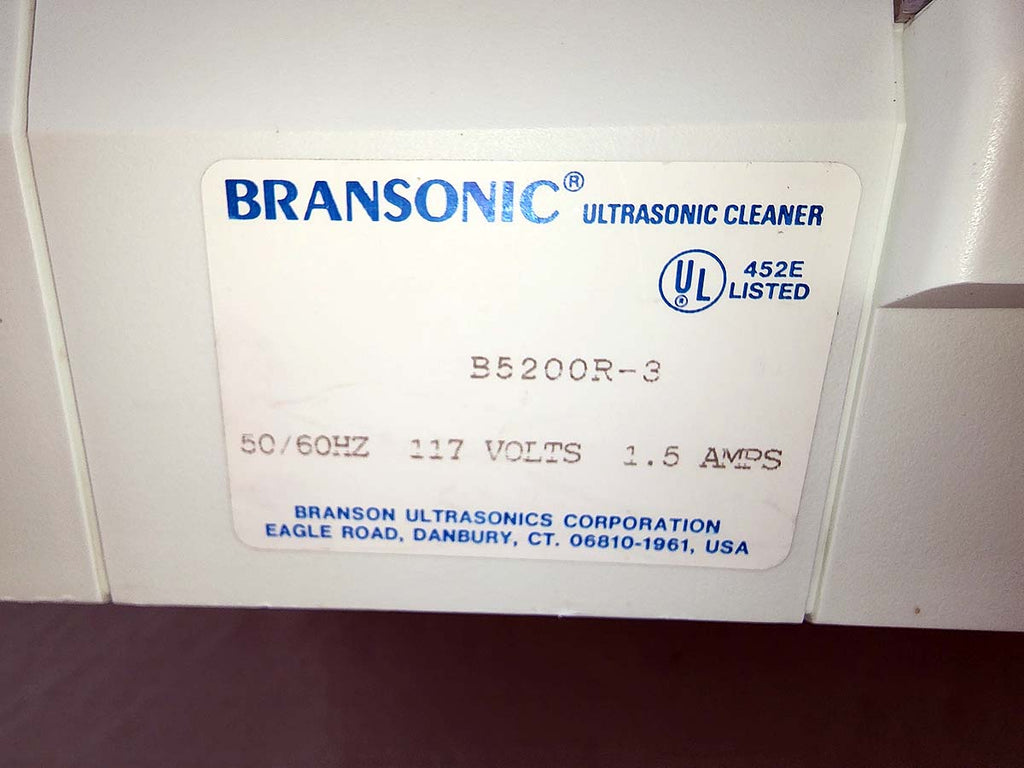 BRANSONIC® ULTRASONIC CLEANER
UL® 452E
LISTED
B5200R-3
50/60HZ 117 VOLTS 1.5 AMPS
BRANSON ULTRASONICS CORPORATION
EAGLE ROAD, DANBURY, CT. 06810-1961, USA